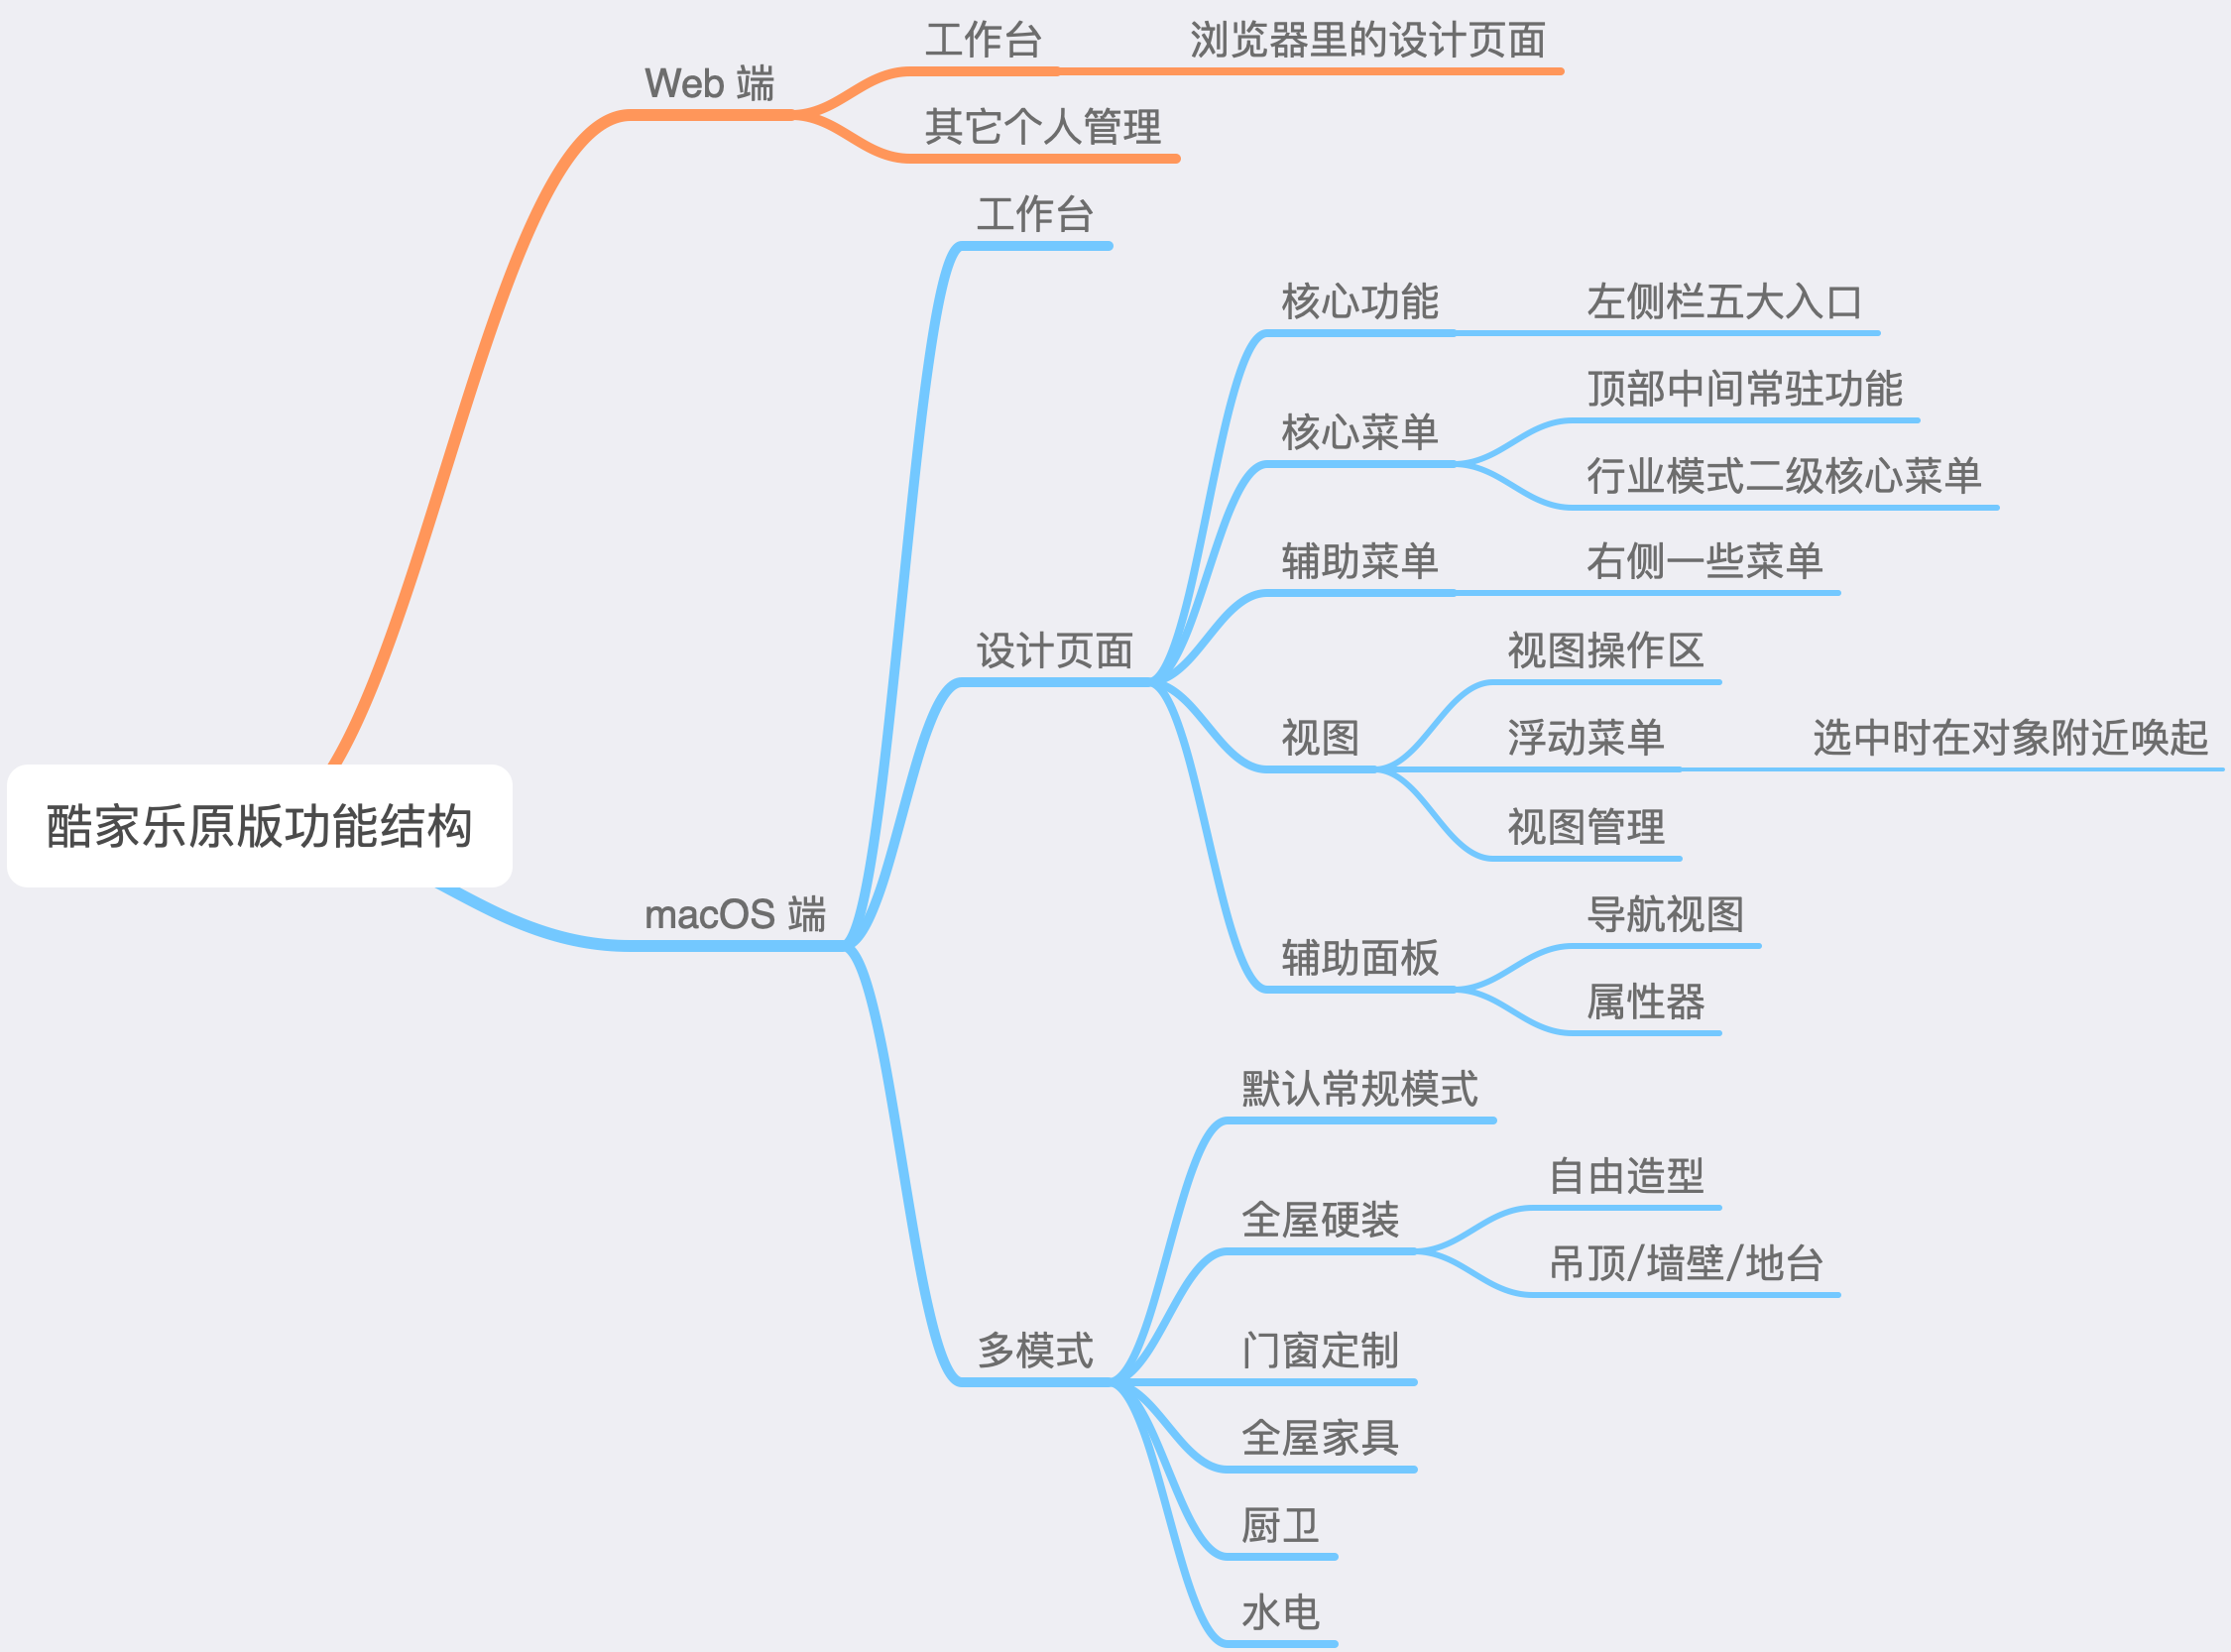 酷家乐原版功能结构
Web 端
工作台
浏览器里的设计页面
其它个人管理
macOS 端
工作台
设计页面
核心功能
左侧栏五大入口
核心菜单
顶部中间常驻功能
行业模式二级核心菜单
辅助菜单
右侧一些菜单
视图
视图操作区
浮动菜单
选中时在对象附近唤起
视图管理
辅助面板
导航视图
属性器
多模式
默认常规模式
全屋硬装
自由造型
吊顶/墙壁/地台
门窗定制
全屋家具
厨卫
水电